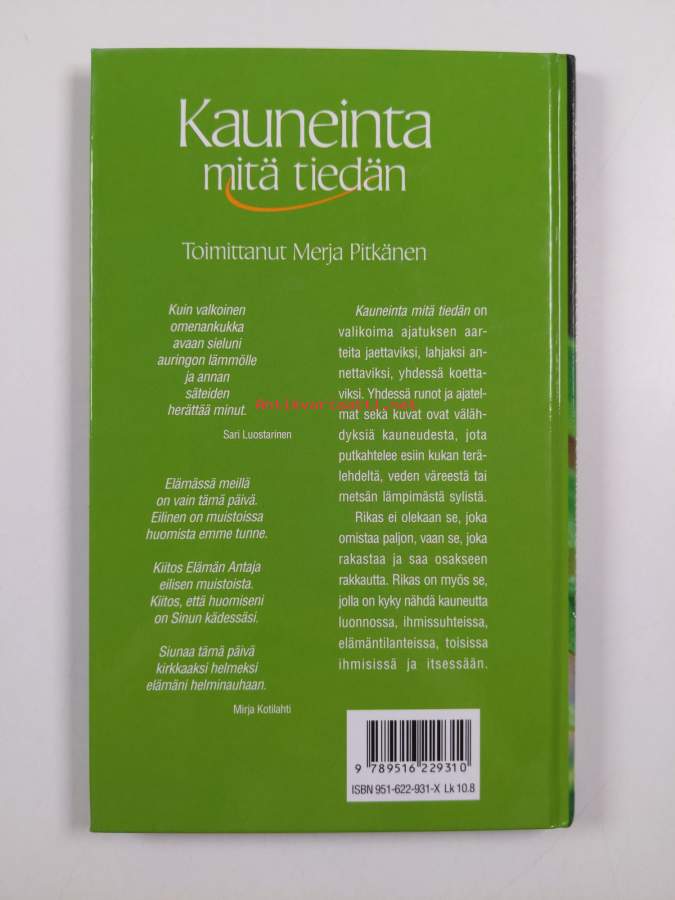 Kauneinta
mitä tiedän
Toimittanut Merja Pitkänen
Kuin valkoinen
omenankukka
avaan sieluni
auringon lämmölle
ja annan
säteiden
herättää minut.
Sari Luostarinen
Elämässä meillä
on vain tämä päivä.
Eilinen on muistoissa
huomista emme tunne.
Kiitos Elämän Antaja
eilisen muistoista.
Kiitos, että huomiseni
on Sinun kädessäsi.
Siunaa tämä päivä
kirkkaaksi helmeksi
elämäni helminauhaan.
Mirja Kotilahti
Kauneinta mitä tiedän on
valikoima ajatuksen aar-
teita jaettaviksi, lahjaksi an-
nettaviksi, yhdessä koetta-
viksi. Yhdessä runot ja ajatel-
mat sekä kuvat ovat väläh-
dyksiä kauneudesta, jota
putkahtelee esiin kukan terä-
lehdeltä, veden väreestä tai
metsän lämpimästä sylistä.
Rikas ei olekaan se, joka
omistaa paljon, vaan se, joka
rakastaa ja saa osakseen
rakkautta. Rikas on myös se,
jolla on kyky nähdä kauneutta
luonnossa, ihmissuhteissa,
elämäntilanteissa, toisissa
ihmisissä ja itsessään.
Antikvariaatti.net
9 789516 229310
ISBN 951-622-931-X Lk 10.8